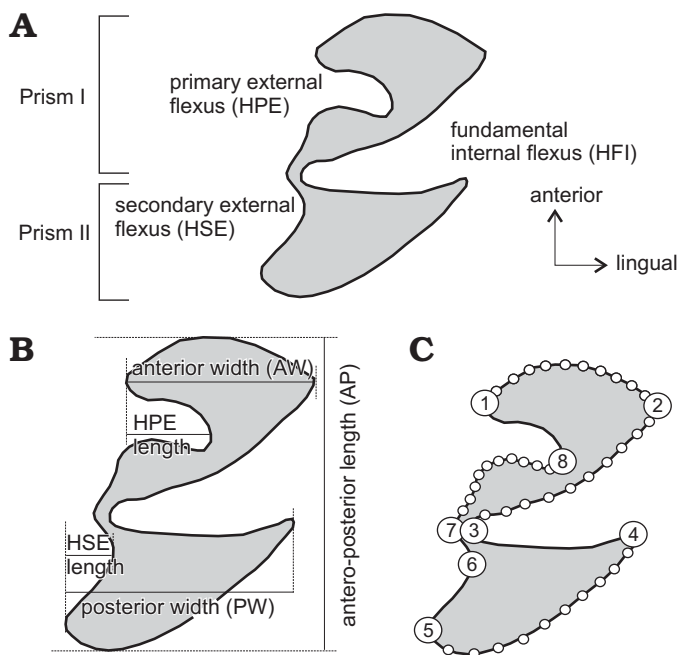 A
Prism I
primary external
flexus (HPE)
fundamental
internal flexus (HFI)
anterior
lingual
Prism II
secondary external
flexus (HSE)
B
anterior width (AW)
HPE
length
HSE
length
posterior width (PW)
antero-posterior length (AP)
C
1
2
8
7
3
4
6
5